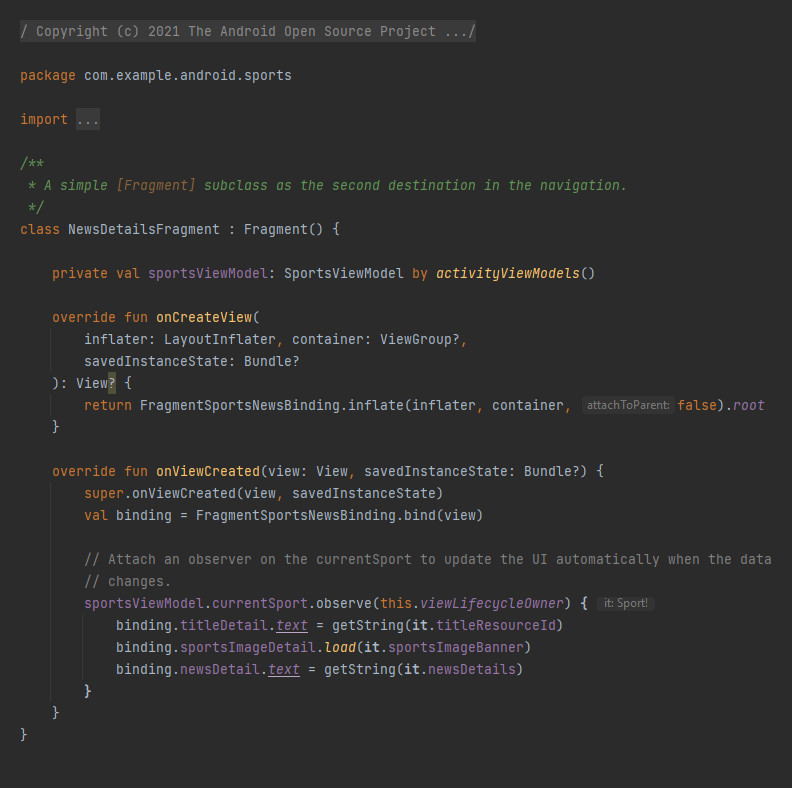 / Copyright (c) 2021 The Android Open Source Project .../
package com.example.android.sports
import ...
/**
* A simple [Fragment] subclass as the second destination in the navigation.
*/
class NewsDetailsFragment : Fragment() {
private val sportsViewModel: SportsViewModel by activityViewModels()
override fun onCreateView(
inflater: LayoutInflater, container: ViewGroup?,
savedInstanceState: Bundle?
): View? {
return FragmentSportsNewsBinding.inflate(inflater, container, attachToParent: false).root
}
override fun onViewCreated(view: View, savedInstanceState: Bundle?) {
super.onViewCreated(view, savedInstanceState)
val binding = FragmentSportsNewsBinding.bind(view)
// Attach an observer on the currentSport to update the UI automatically when the data
// changes.
sportsViewModel.currentSport.observe(this.viewLifecycleOwner) { it: Sport!
binding.titleDetail.text = getString(it.titleResourceId)
binding.sportsImageDetail.load(it.sportsImageBanner)
binding.newsDetail.text = getString(it.newsDetails)
}
}
}